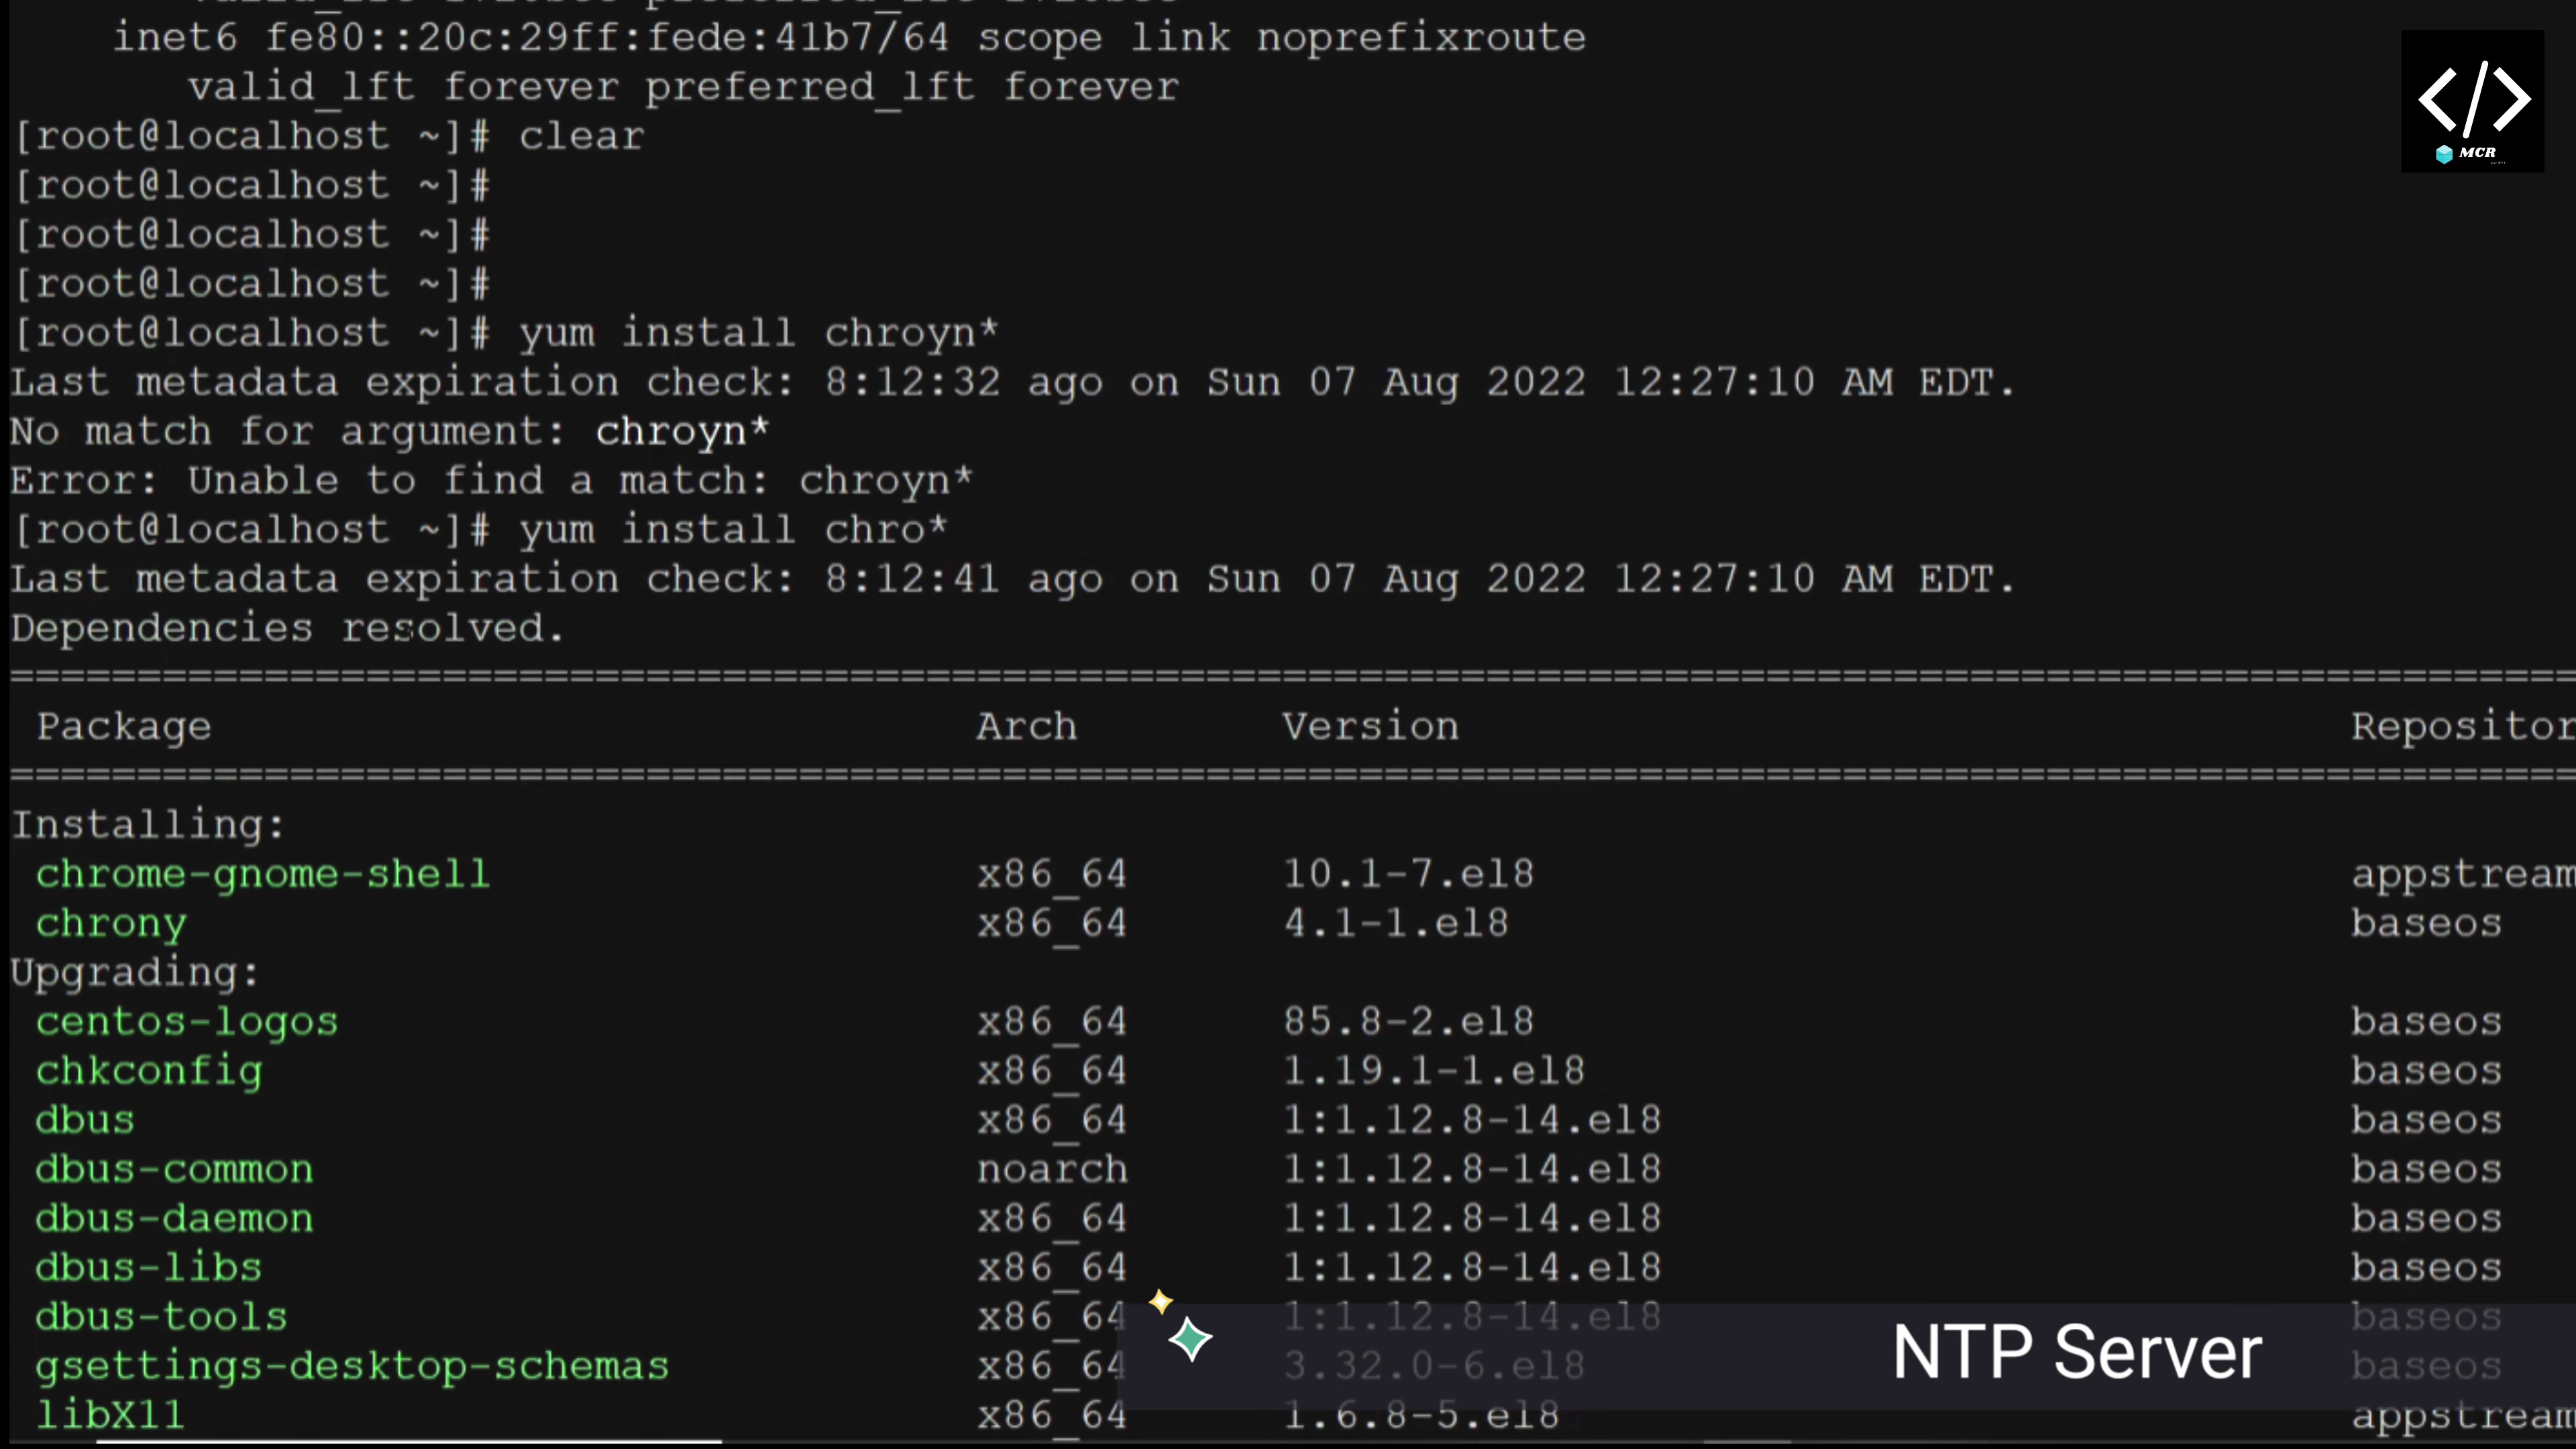 valid_lft forever preferred_lft forever
inet6 fe80::20c:29ff:fede:41b7/64 scope link noprefixroute
valid_lft forever preferred_lft forever
[root@localhost ~]# clear
[root@localhost ~]#
[root@localhost ~]#
[root@localhost ~]#
[root@localhost ~]# yum install chroyn*
Last metadata expiration check: 8:12:32 ago on Sun 07 Aug 2022 12:27:10 AM EDT.
No match for argument: chroyn*
Error: Unable to find a match: chroyn*
[root@localhost ~]# yum install chro*
Last metadata expiration check: 8:12:41 ago on Sun 07 Aug 2022 12:27:10 AM EDT.
Dependencies resolved.
Package Arch Version Repositor
Installing:
chrome-gnome-shell x86_64 10.1-7.el8 appstream
chrony x86_64 4.1-1.el8 baseos
Upgrading:
centos-logos x86_64 85.8-2.el8 baseos
chkconfig x86_64 1.19.1-1.el8 baseos
dbus x86_64 1:1.12.8-14.el8 baseos
dbus-common noarch 1:1.12.8-14.el8 baseos
dbus-daemon x86_64 1:1.12.8-14.el8 baseos
dbus-libs x86_64 1:1.12.8-14.el8 baseos
dbus-tools x86_64 1:1.12.8-14.el8 baseos
gsettings-desktop-schemas x86_64 3.32.0-6.el8 baseos
libX11 x86_64 1.6.8-5.el8 appstream
NTP Server
</> MCR